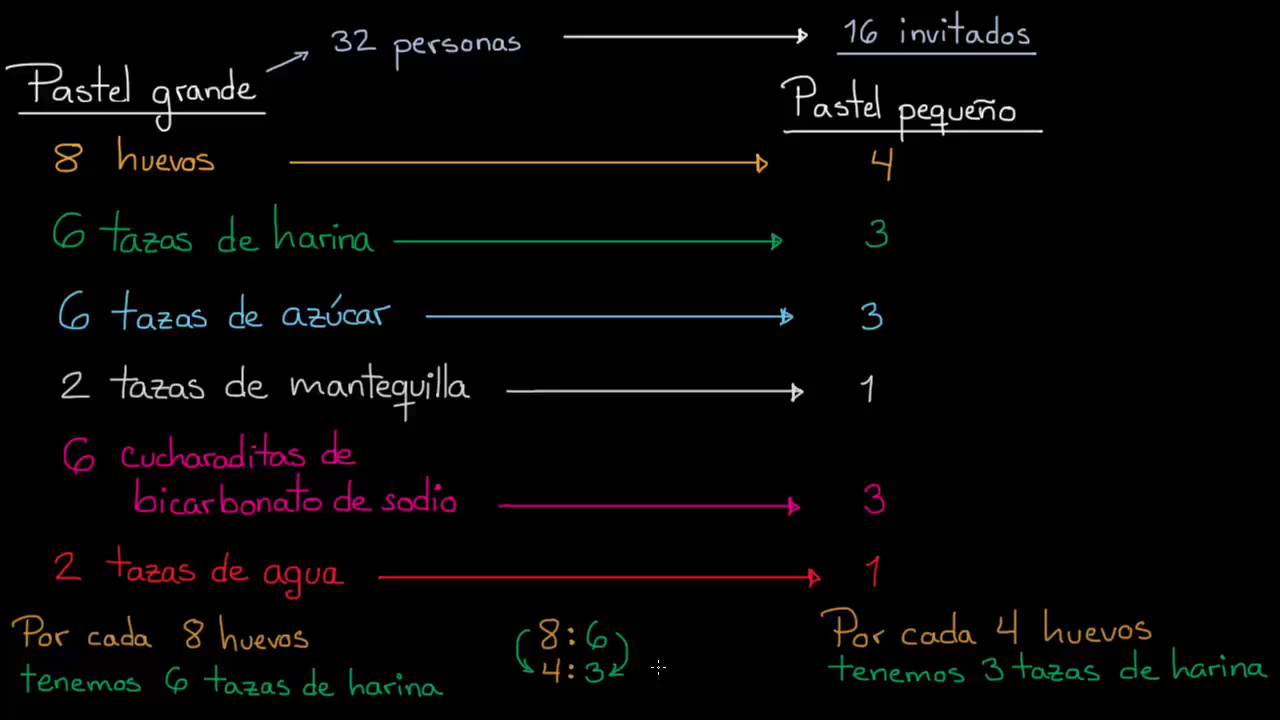 32 personas
16 invitados
Pastel grande
Pastel pequeño
8 huevos
4
6 tazas de harina
3
6 tazas de azúcar
3
2 tazas de mantequilla
1
6 cucharaditas de
bicarbonato de sodio
3
2 tazas de agua
1
Por cada 8 huevos
tenemos 6 tazas de harina
8:6
4:3
Por cada 4 huevos
tenemos 3 tazas de harina